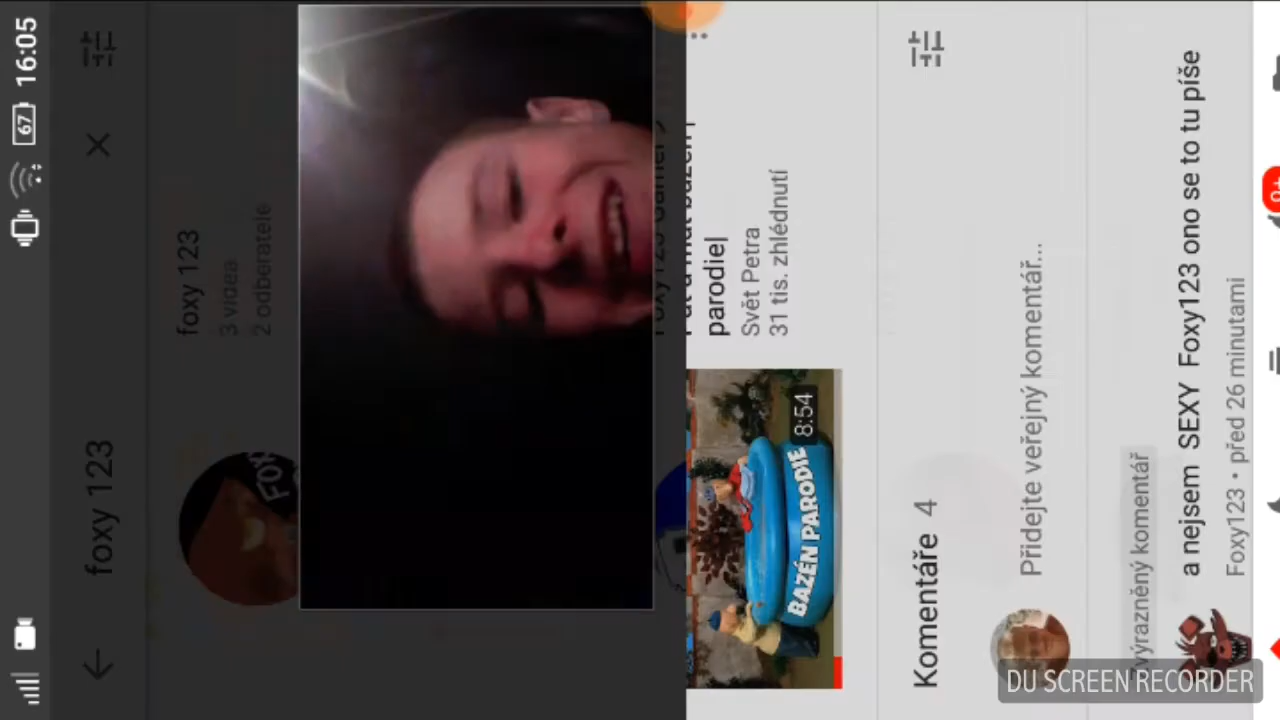 16:05
67
foxy 123
foxy 123
3 videa
2 odběratelé
parodie|
Svět Petra
31 tis. zhlédnutí
8:54
BAZÉN PARODIE
Komentáře 4
Přidejte veřejný komentář...
Zvýrazněný komentář
a nejsem SEXY Foxy123 ono se to tu píše
Foxy123 • před 26 minutami
DU SCREEN RECORDER